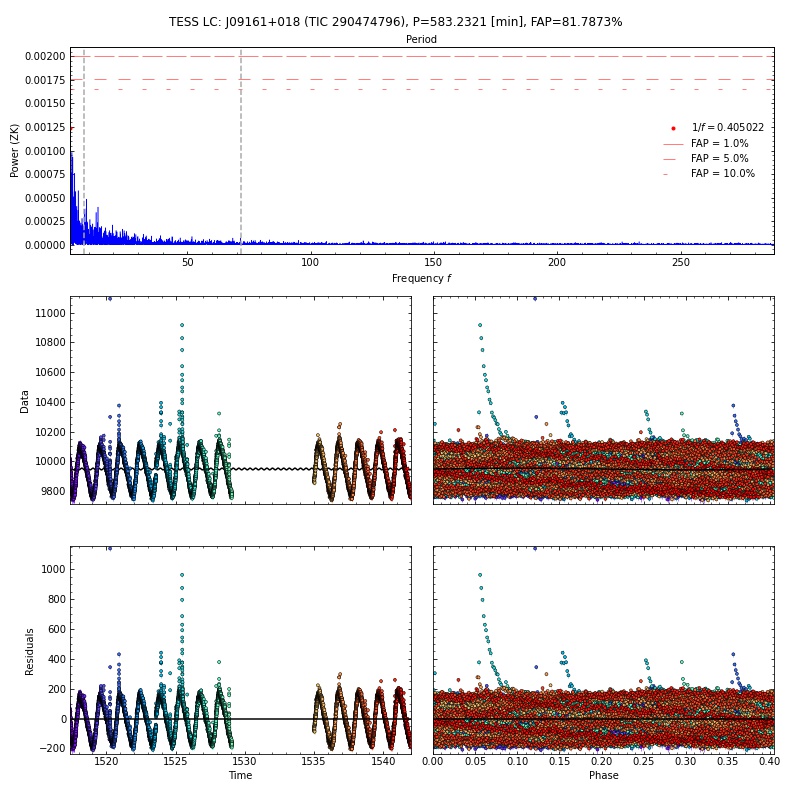 TESS LC: J09161+018 (TIC 290474796), P=583.2321 [min], FAP=81.7873%
Period
0.00200
0.00175
0.00150
0.00125
0.00100
0.00075
0.00050
0.00025
0.00000
Power (ZK)
1/f = 0.405022
FAP = 1.0%
FAP = 5.0%
FAP = 10.0%
50 100 150 200 250
Frequency f
11000
10800
10600
10400
10200
10000
9800
Data
1000
800
600
400
200
0
−200
Residuals
1520 1525 1530 1535 1540
Time
0.00 0.05 0.10 0.15 0.20 0.25 0.30 0.35 0.40
Phase